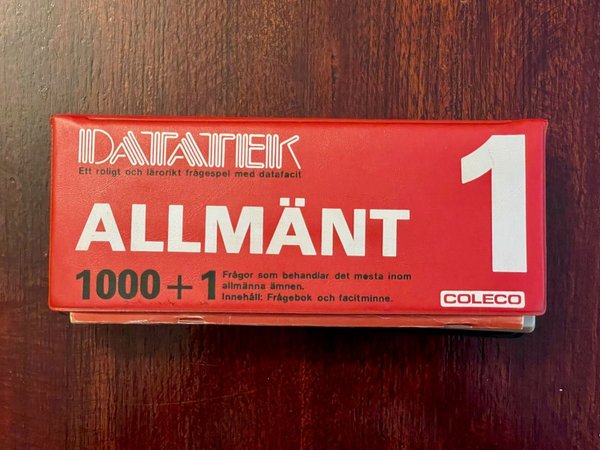 DATATEK
Ett roligt och lärorikt frågespel med datafacit
ALLMÄNT
1
1000+1
Frågor som behandlar det mesta inom
allmänna ämnen.
Innehåll: Frågebok och facitminne.
COLECO